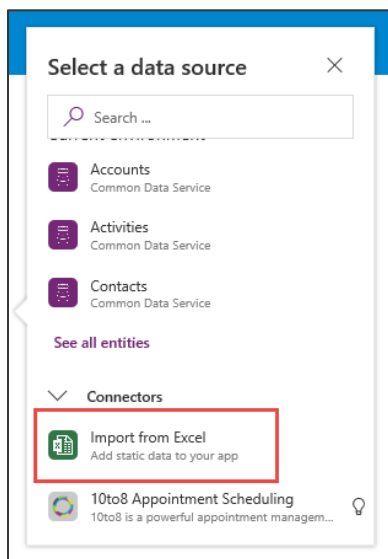 Select a data source
Search ...
Accounts
Common Data Service
Activities
Common Data Service
Contacts
Common Data Service
See all entities
Connectors
Import from Excel
Add static data to your app
10to8 Appointment Scheduling
10to8 is a powerful appointment managem...